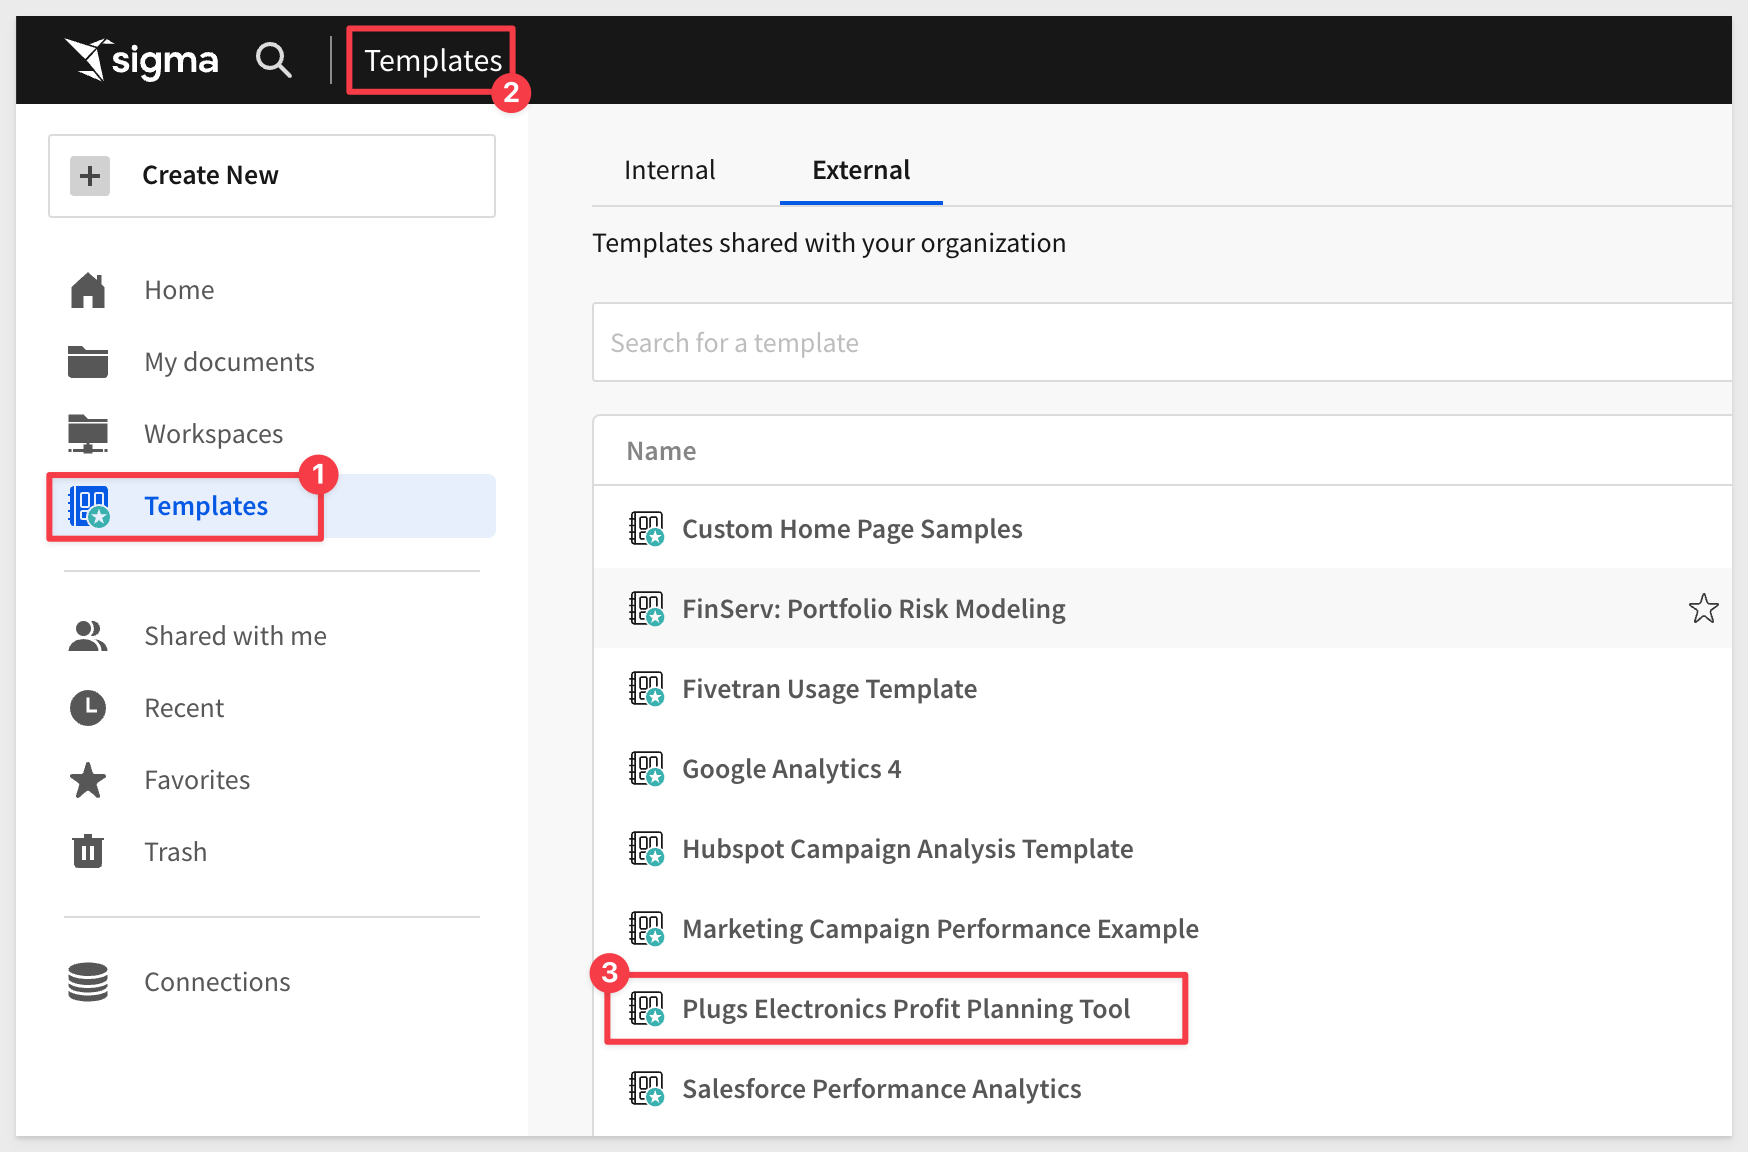 sigma
Templates
2
Create New
Home
My documents
Workspaces
1
Templates
Shared with me
Recent
Favorites
Trash
Connections
Internal External
Templates shared with your organization
Search for a template
Name
Custom Home Page Samples
FinServ: Portfolio Risk Modeling
Fivetran Usage Template
Google Analytics 4
Hubspot Campaign Analysis Template
Marketing Campaign Performance Example
3
Plugs Electronics Profit Planning Tool
Salesforce Performance Analytics